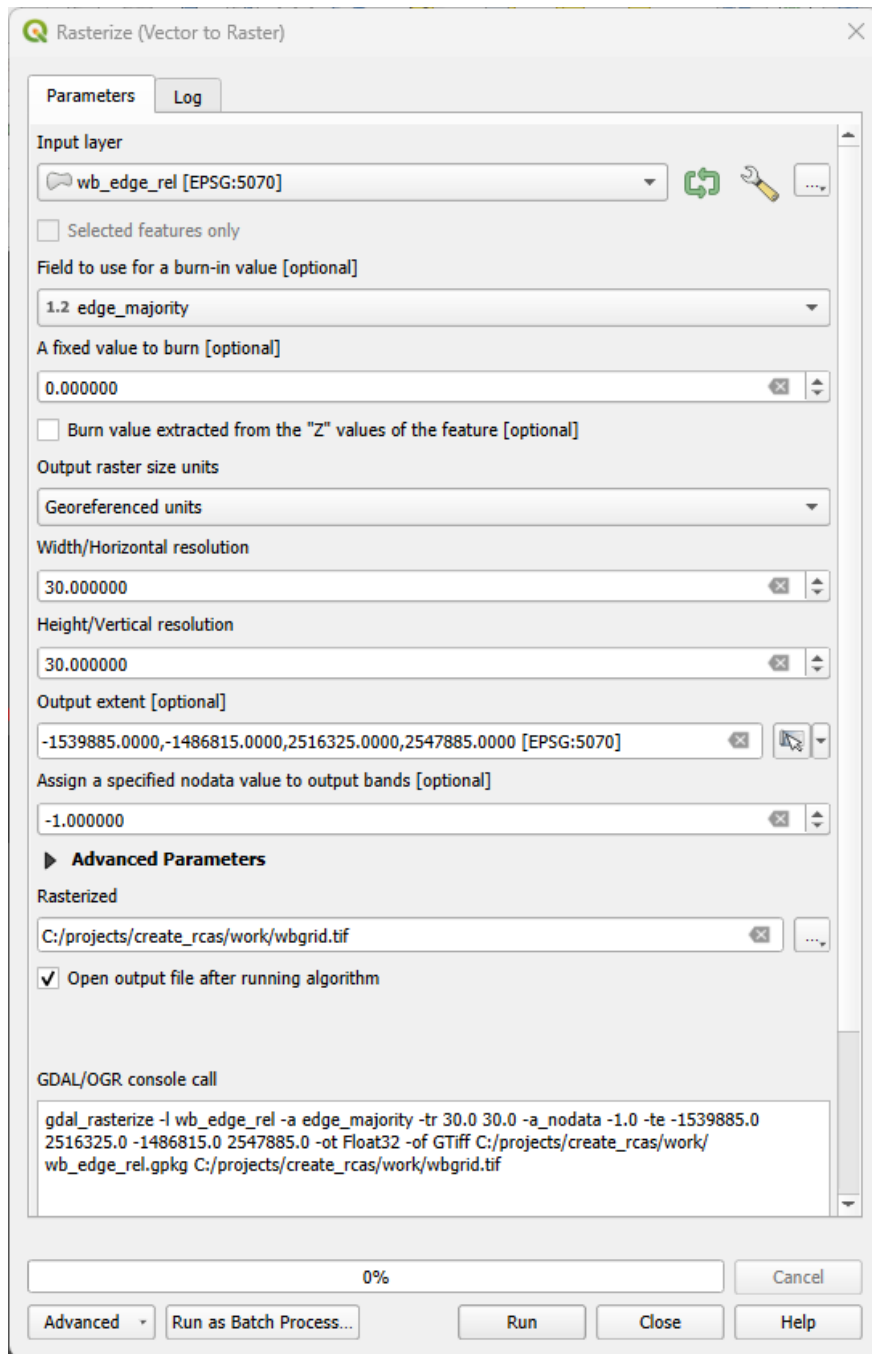 Rasterize (Vector to Raster)
Parameters
Log
Input layer
wb_edge_rel [EPSG:5070]
...
Selected features only
Field to use for a burn-in value [optional]
1.2 edge_majority
A fixed value to burn [optional]
0.000000
Burn value extracted from the "Z" values of the feature [optional]
Output raster size units
Georeferenced units
Width/Horizontal resolution
30.000000
Height/Vertical resolution
30.000000
Output extent [optional]
-1539885.0000,-1486815.0000,2516325.0000,2547885.0000 [EPSG:5070]
Assign a specified nodata value to output bands [optional]
-1.000000
Advanced Parameters
Rasterized
C:/projects/create_rcas/work/wbgrid.tif
...
Open output file after running algorithm
GDAL/OGR console call
gdal_rasterize -l wb_edge_rel -a edge_majority -tr 30.0 30.0 -a_nodata -1.0 -te -1539885.0
2516325.0 -1486815.0 2547885.0 -ot Float32 -of GTiff C:/projects/create_rcas/work/
wb_edge_rel.gpkg C:/projects/create_rcas/work/wbgrid.tif
0%
Cancel
Advanced
Run as Batch Process...
Run
Close
Help